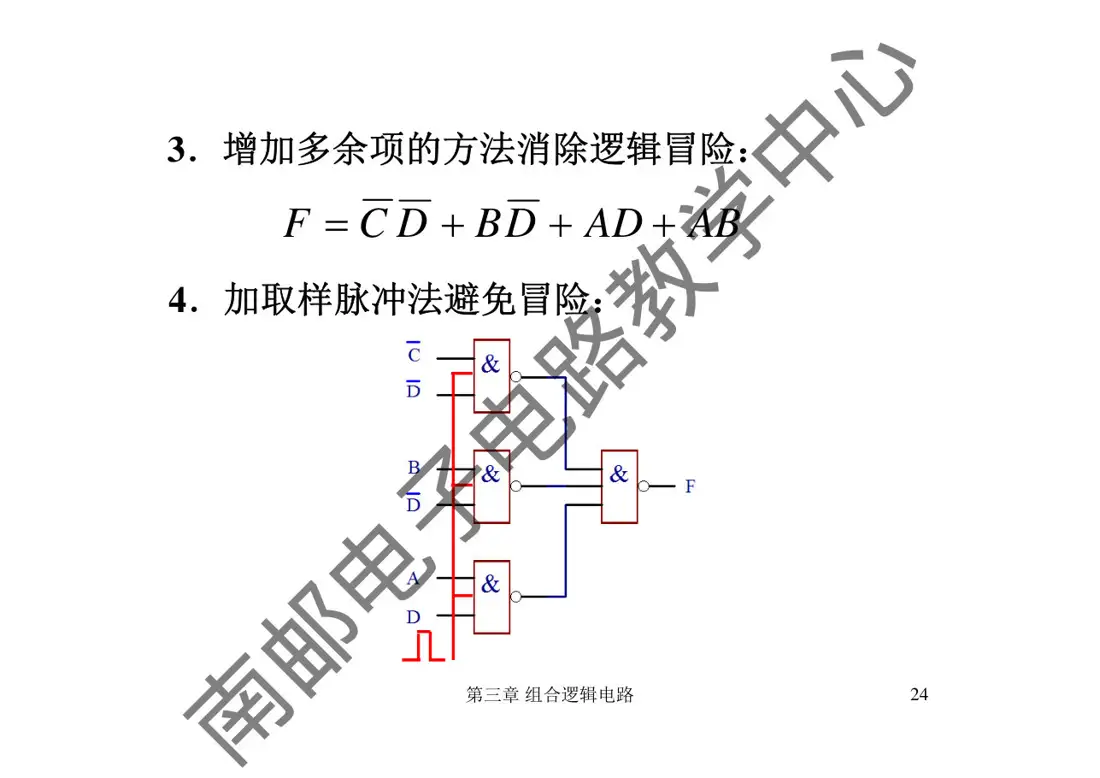 3. 增加多余项的方法消除逻辑冒险：
F = C̅ D̅ + B D̅ + AD + AB
4. 加取样脉冲法避免冒险：
C̅
&
D̅
B
&
&
F
D̅
A
&
D
南邮电子电路教学中心
第三章 组合逻辑电路
24